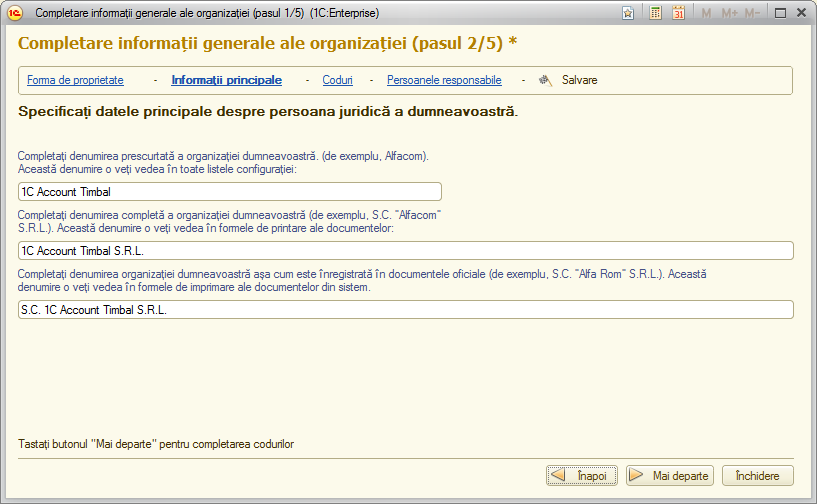 Completare informații generale ale organizației (pasul 1/5) (1C:Enterprise)
M M+ M-
31
Completare informații generale ale organizației (pasul 2/5) *
Forma de proprietate - Informații principale - Coduri - Persoanele responsabile - Salvare
Specificați datele principale despre persoana juridică a dumneavoastră.
Completați denumirea prescurtată a organizației dumneavoastră. (de exemplu, Alfacom).
Această denumire o veți vedea în toate listele configurației:
1C Account Timbal
Completați denumirea completă a organizației dumneavoastră (de exemplu, S.C. "Alfacom"
S.R.L.). Această denumire o veți vedea în formele de printare ale documentelor:
1C Account Timbal S.R.L.
Completați denumirea organizației dumneavoastră așa cum este înregistrată în documentele oficiale (de exemplu, S.C. "Alfa Rom" S.R.L.). Această
denumire o veți vedea în formele de imprimare ale documentelor din sistem.
S.C. 1C Account Timbal S.R.L.
Tastați butonul "Mai departe" pentru completarea codurilor
Înapoi Mai departe Închidere